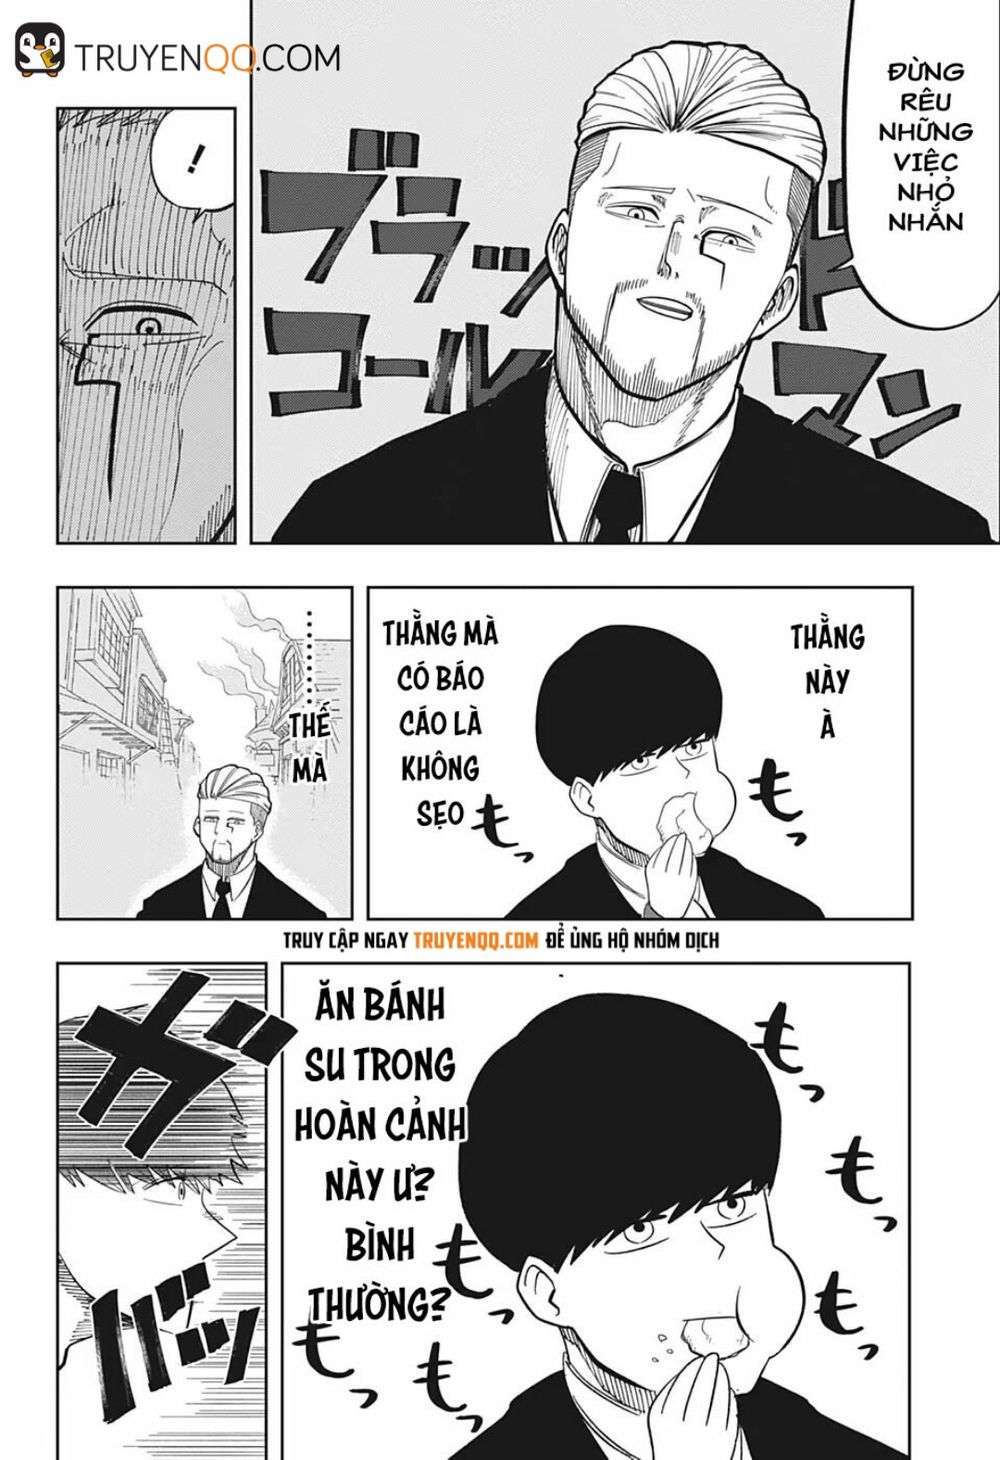 TRUYENQQ.COM
ĐỪNG
RÊU
NHỮNG
VIỆC
NHỎ
NHẮN
ブラッド
コールマン
!
THẰNG
NÀY
À
THẰNG MÀ
CÓ BÁO
CÁO LÀ
KHÔNG
SẸO
もっ
もっ
THẾ
MÀ
TRUY CẬP NGAY TRUYENQQ.COM ĐỂ ỦNG HỘ NHÓM DỊCH
ĂN BÁNH
SU TRONG
HOÀN CẢNH
NÀY Ư?
BÌNH
THƯỜNG?
もっ
もっ
もっ
もっ
もっ
ガ
バッ